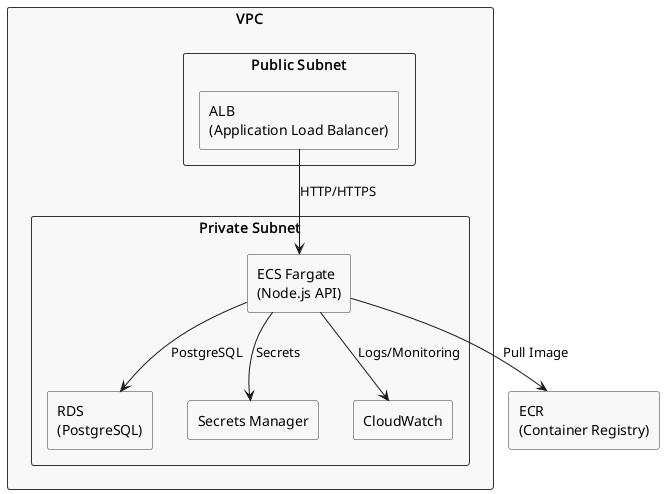 VPC
Public Subnet
ALB
(Application Load Balancer)
HTTP/HTTPS
Private Subnet
ECS Fargate
(Node.js API)
PostgreSQL
Secrets
Logs/Monitoring
Pull Image
RDS
(PostgreSQL)
Secrets Manager
CloudWatch
ECR
(Container Registry)